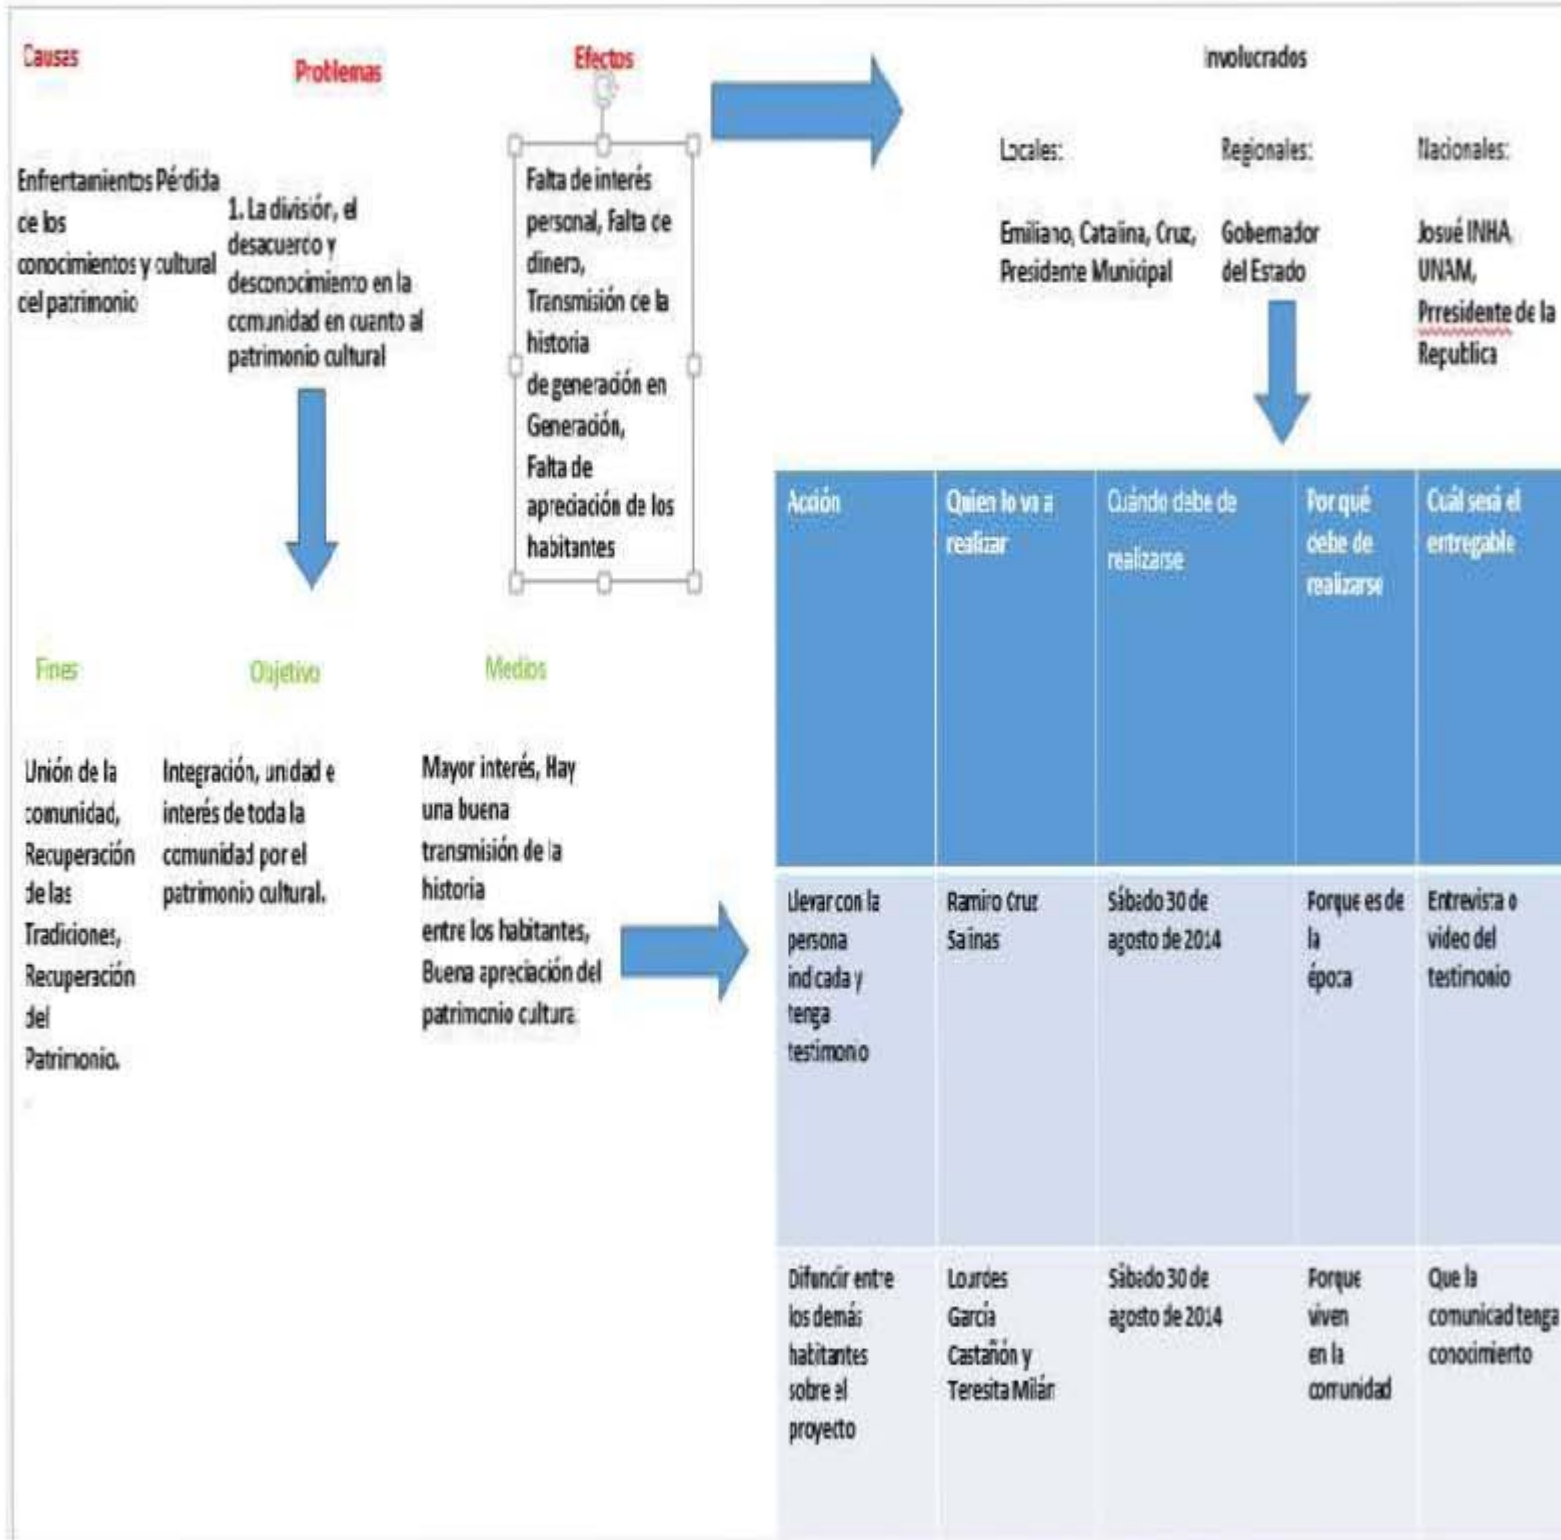 Causas
Problemas
Efectos
Enfrentamientos Pérdida
de los
conocimientos y cultural
del patrimonio
1. La división, el
desacuerdo y
desconocimiento en la
comunidad en cuanto al
patrimonio cultural
Falta de interés
personal, Falta de
dinero,
Transmisión de la
historia
de generación en
Generación,
Falta de
apreciación de los
habitantes
Involucrados
Locales:
Regionales:
Nacionales:
Emiliano, Catalina, Cruz,
Presidente Municipal
Gobernador
del Estado
Josué INHA,
UNAM,
Prresidente de la
Republica
Fines
Objetivo
Medios
Unión de la
comunidad,
Recuperación
de las
Tradiciones,
Recuperación
del
Patrimonio.
Integración, unidad e
interés de toda la
comunidad por el
patrimonio cultural.
Mayor interés, Hay
una buena
transmisión de la
historia
entre los habitantes,
Buena apreciación del
patrimonio cultura
Acción
Quien lo va a
realizar
Cuándo debe de
realizarse
Por qué
debe de
realizarse
Cuál será el
entregable
Llevar con la
persona
indicada y
tenga
testimonio
Ramiro Cruz
Salinas
Sábado 30 de
agosto de 2014
Porque es de
la
época
Entrevista o
video del
testimonio
Difundir entre
los demás
habitantes
sobre el
proyecto
Lourdes
García
Castañón y
Teresita Milán
Sábado 30 de
agosto de 2014
Porque
viven
en la
comunidad
Que la
comunidad tenga
conocimiento